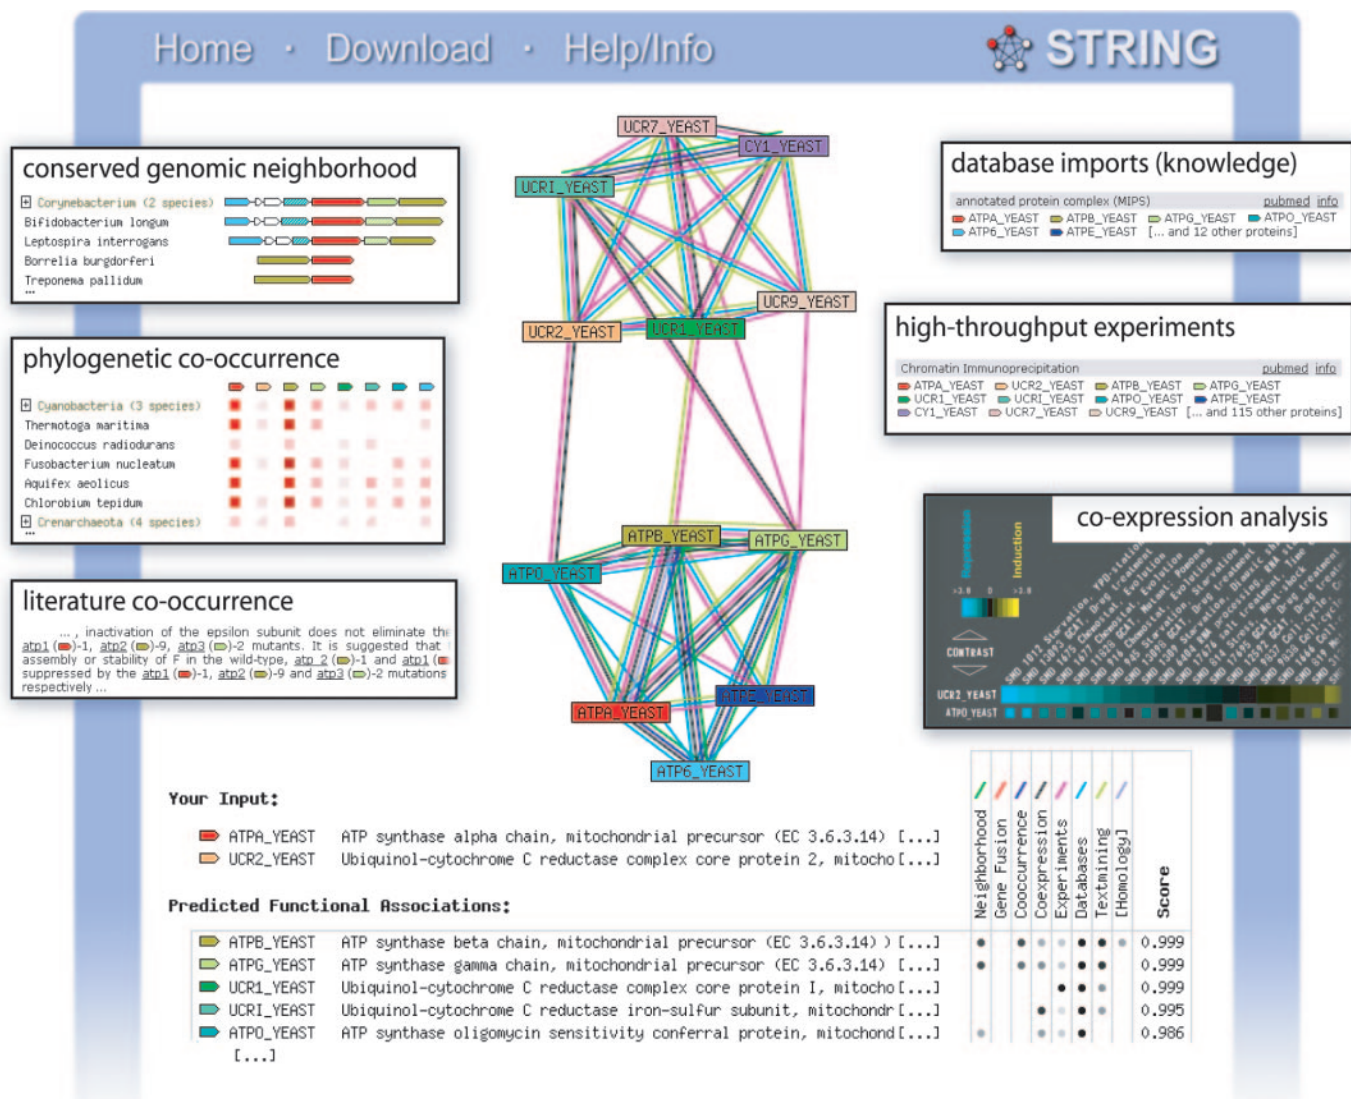 Home · Download · Help/Info
STRING
conserved genomic neighborhood
Corynebacterium (2 species)
Bifidobacterium longum
Leptospira interrogans
Borrelia burgdorferi
Treponema pallidum
...
phylogenetic co-occurrence
Cyanobacteria (3 species)
Thermotoga maritima
Deinococcus radiodurans
Fusobacterium nucleatum
Aquifex aeolicus
Chlorobium tepidum
Crenarchaeota (4 species)
...
literature co-occurrence
... , inactivation of the epsilon subunit does not eliminate the
atp1 ( )-1, atp2 ( )-9, atp3 ( )-2 mutants. It is suggested that
assembly or stability of F in the wild-type, atp 2 ( )-1 and atp1 (
suppressed by the atp1 ( )-1, atp2 ( )-9 and atp3 ( )-2 mutations
respectively ...
UCR7_YEAST
CY1_YEAST
UCRI_YEAST
UCR9_YEAST
UCR2_YEAST
UCR1_YEAST
ATPB_YEAST
ATPG_YEAST
ATPO_YEAST
ATPE_YEAST
ATPA_YEAST
ATP6_YEAST
database imports (knowledge)
annotated protein complex (MIPS) pubmed info
ATPA_YEAST ATPB_YEAST ATPG_YEAST ATPO_YEAST
ATP6_YEAST ATPE_YEAST [... and 12 other proteins]
high-throughput experiments
Chromatin Immunoprecipitation pubmed info
ATPA_YEAST UCR2_YEAST ATPB_YEAST ATPG_YEAST
UCR1_YEAST UCRI_YEAST ATPO_YEAST ATPE_YEAST
CY1_YEAST UCR7_YEAST UCR9_YEAST [... and 115 other proteins]
co-expression analysis
Repression
Induction
>3.0 0 >3.0
CONTRAST
UCR2_YEAST
ATPO_YEAST
Your Input:
ATPA_YEAST ATP synthase alpha chain, mitochondrial precursor (EC 3.6.3.14) [...]
UCR2_YEAST Ubiquinol-cytochrome C reductase complex core protein 2, mitocho[...]
Predicted Functional Associations:
Neighborhood
Gene Fusion
Cooccurrence
Coexpression
Experiments
Databases
Textmining
[Homology]
Score
ATPB_YEAST ATP synthase beta chain, mitochondrial precursor (EC 3.6.3.14) ) [...] 0.999
ATPG_YEAST ATP synthase gamma chain, mitochondrial precursor (EC 3.6.3.14) [...] 0.999
UCR1_YEAST Ubiquinol-cytochrome C reductase complex core protein I, mitocho[...] 0.999
UCRI_YEAST Ubiquinol-cytochrome C reductase iron-sulfur subunit, mitochondr[...] 0.995
ATPO_YEAST ATP synthase oligomycin sensitivity conferral protein, mitochond[...] 0.986
[...]